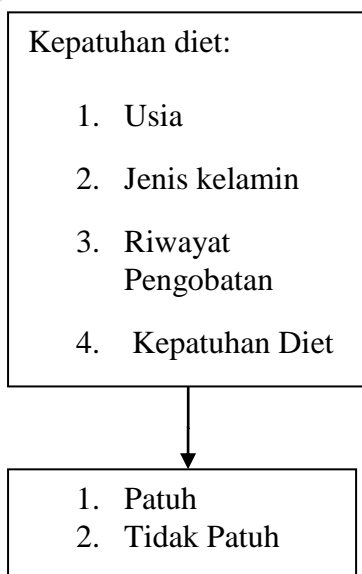 Kepatuhan diet:
1. Usia
2. Jenis kelamin
3. Riwayat
Pengobatan
4. Kepatuhan Diet
1. Patuh
2. Tidak Patuh